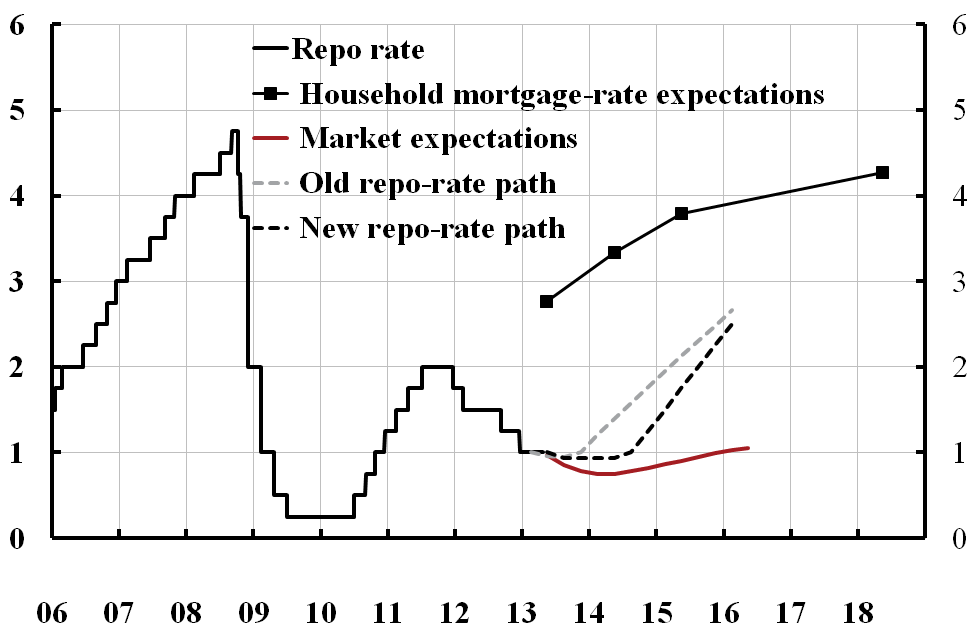 6 6
Repo rate
Household mortgage-rate expectations
5 5
Market expectations
Old repo-rate path
4 4
New repo-rate path
3 3
2 2
1 1
0 0
06 07 08 09 10 11 12 13 14 15 16 17 18